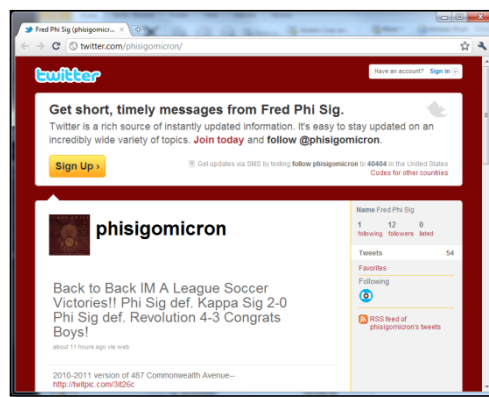 Fred Phi Sig (phisigomicr...
twitter.com/phisigomicron/
twitter
Have an account? Sign in
Get short, timely messages from Fred Phi Sig.
Twitter is a rich source of instantly updated information. It's easy to stay updated on an
incredibly wide variety of topics. Join today and follow @phisigomicron.
Sign Up ›
Get updates via SMS by texting follow phisigomicron to 40404 in the United States
Codes for other countries
phisigomicron
Back to Back IM A League Soccer
Victories!! Phi Sig def. Kappa Sig 2-0
Phi Sig def. Revolution 4-3 Congrats
Boys!
about 11 hours ago via web
2010-2011 version of 487 Commonwealth Avenue--
http://twitpic.com/3it26c
Name Fred Phi Sig
1 12 0
following followers listed
Tweets 54
Favorites
Following
RSS feed of
phisigomicron's tweets